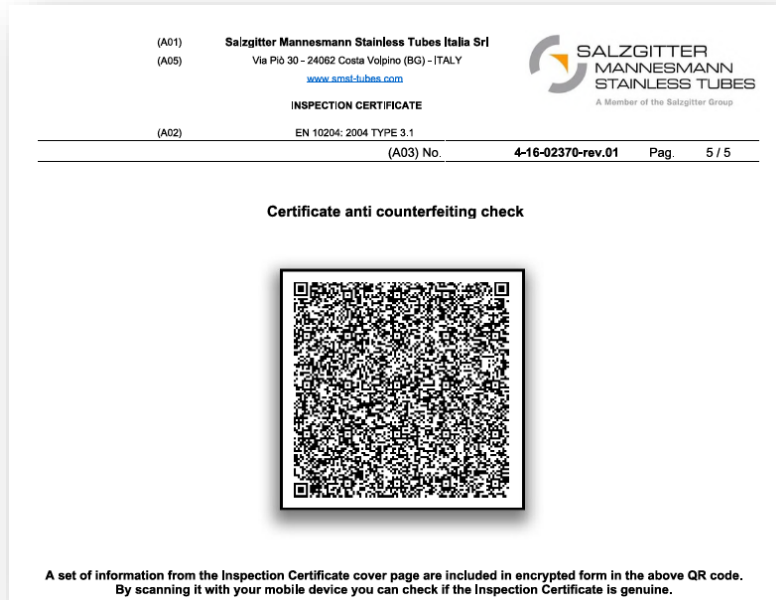 (A01) Salzgitter Mannesmann Stainless Tubes Italia Srl
(A05) Via Piò 30 - 24062 Costa Volpino (BG) - ITALY
www.smst-tubes.com
INSPECTION CERTIFICATE
(A02) EN 10204: 2004 TYPE 3.1
SALZGITTER
MANNESMANN
STAINLESS TUBES
A Member of the Salzgitter Group
(A03) No. 4-16-02370-rev.01 Pag. 5 / 5
Certificate anti counterfeiting check
A set of information from the Inspection Certificate cover page are included in encrypted form in the above QR code.
By scanning it with your mobile device you can check if the Inspection Certificate is genuine.